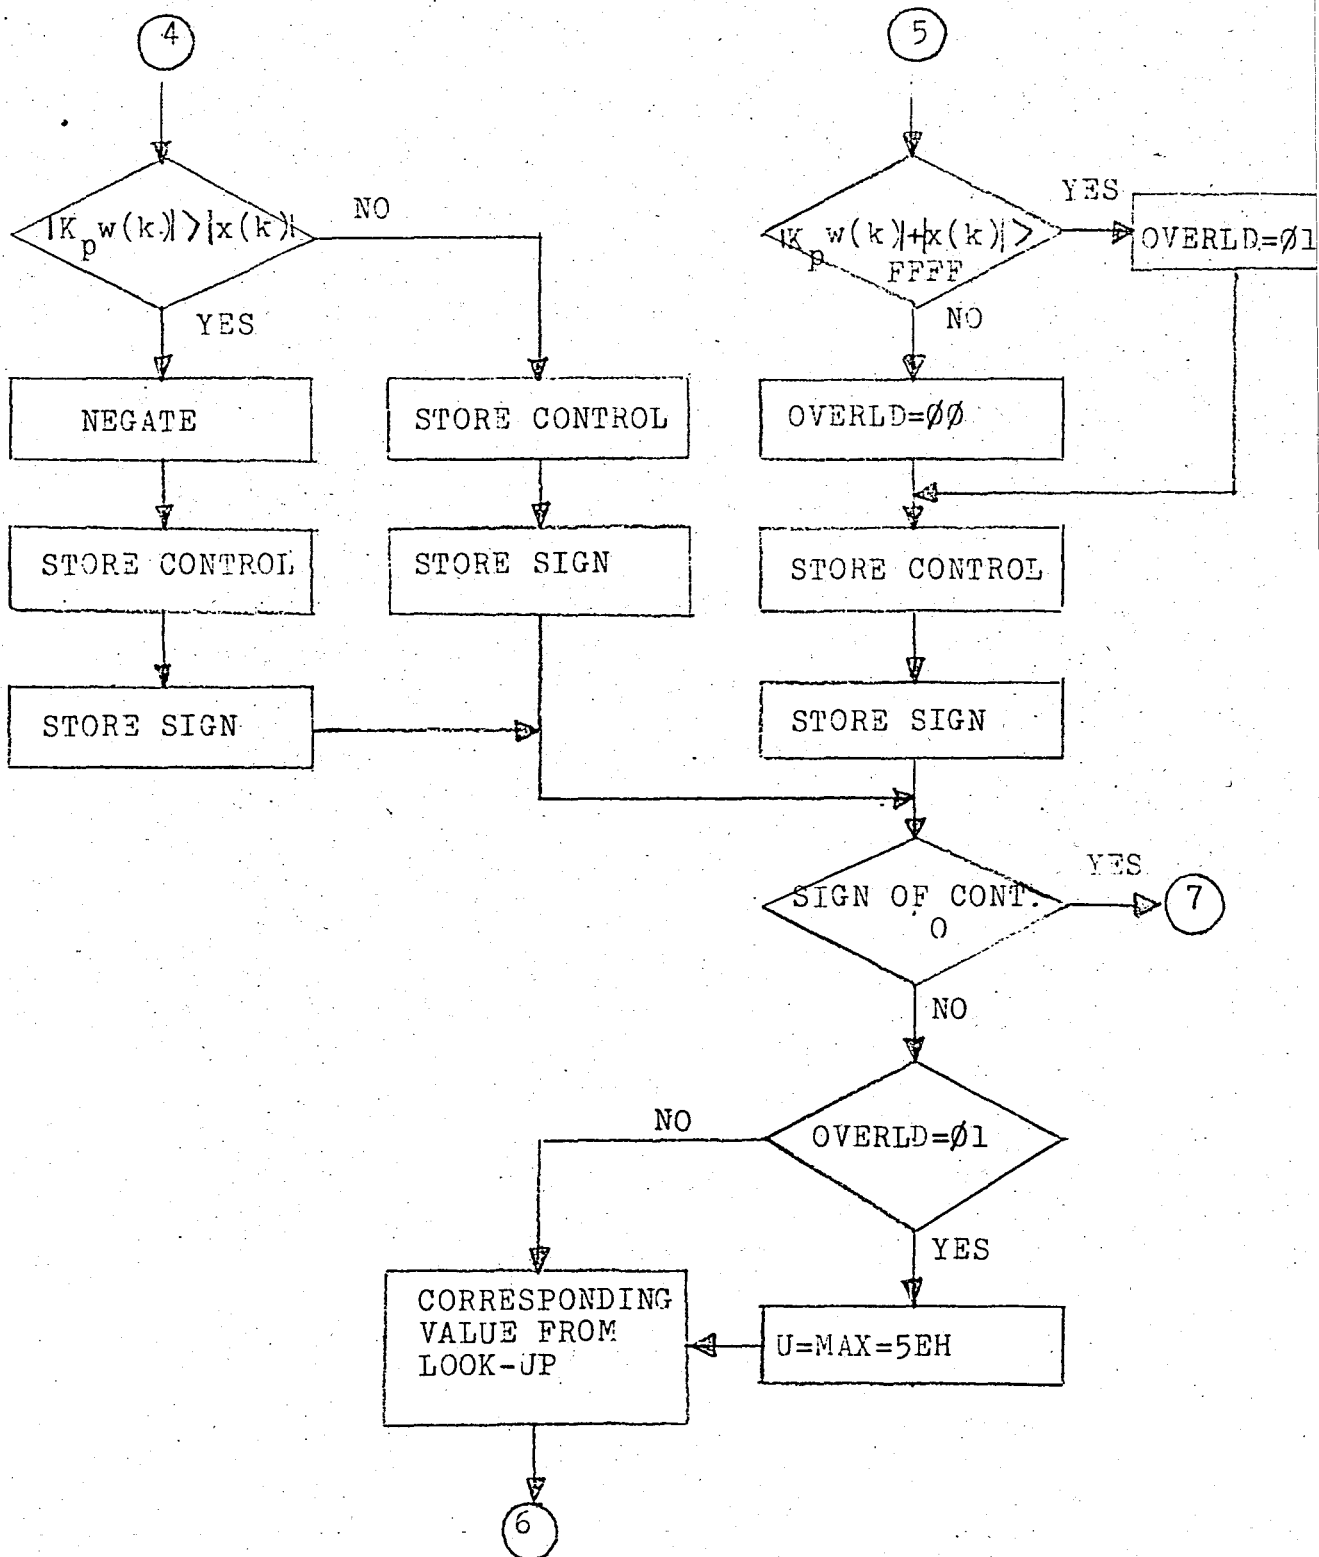 4
5
|K_p w(k)|>|x(k)|
NO
YES
|K_p w(k)|+|x(k)|>
FFFF
YES
OVERLD=Ø1
NO
NEGATE
STORE CONTROL
OVERLD=ØØ
STORE CONTROL
STORE SIGN
STORE CONTROL
STORE SIGN
STORE SIGN
SIGN OF CONT.
0
YES
7
NO
OVERLD=Ø1
NO
YES
CORRESPONDING
VALUE FROM
LOOK-UP
U=MAX=5EH
6